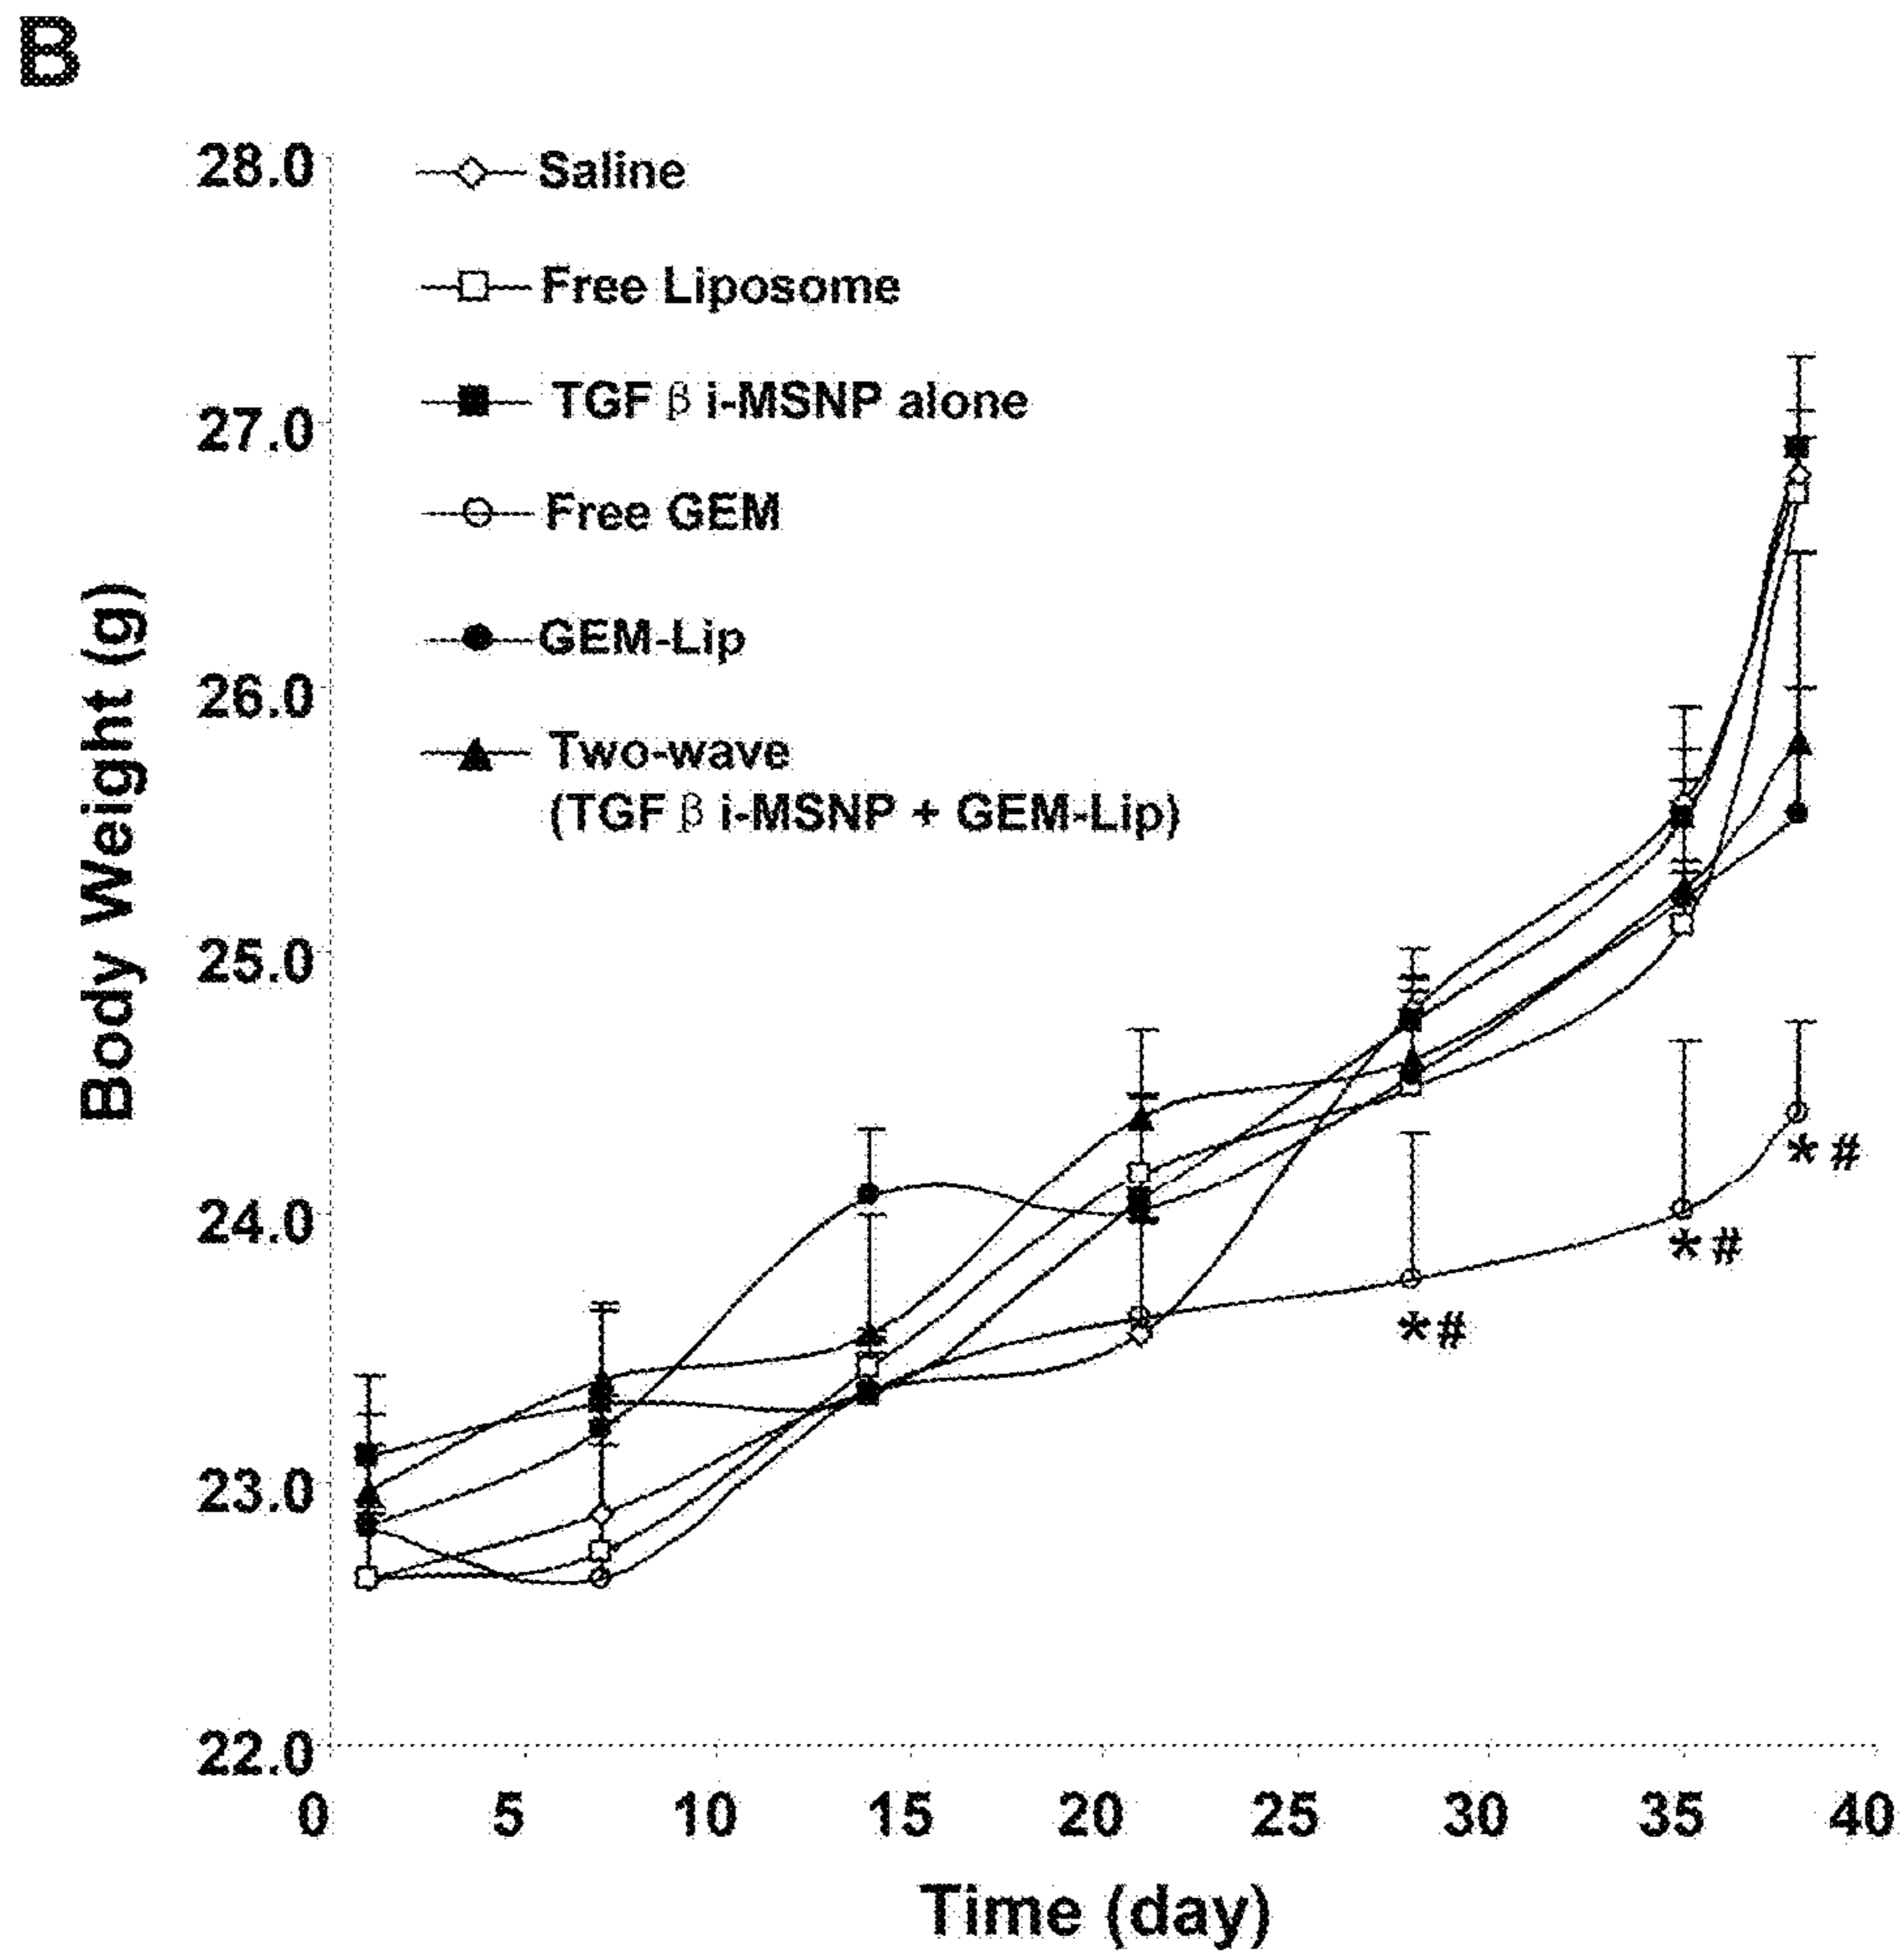 B
28.0
27.0
26.0
25.0
24.0
23.0
22.0
Body Weight (g)
Saline
Free Liposome
TGF β i-MSNP alone
Free GEM
GEM-Lip
Two-wave
(TGF β i-MSNP + GEM-Lip)
*#
*#
*#
0 5 10 15 20 25 30 35 40
Time (day)